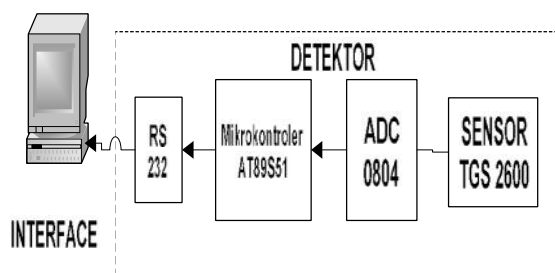 DETEKTOR
RS
232
Mikrokontroler
AT89S51
ADC
0804
SENSOR
TGS 2600
INTERFACE